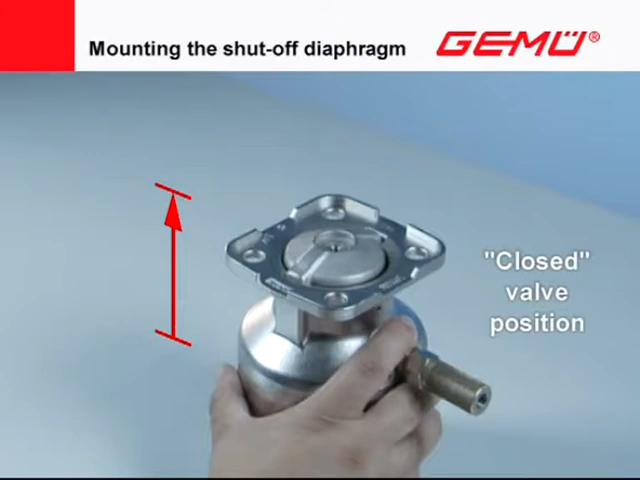 Mounting the shut-off diaphragm
GEMÜ®
"Closed"
valve
position